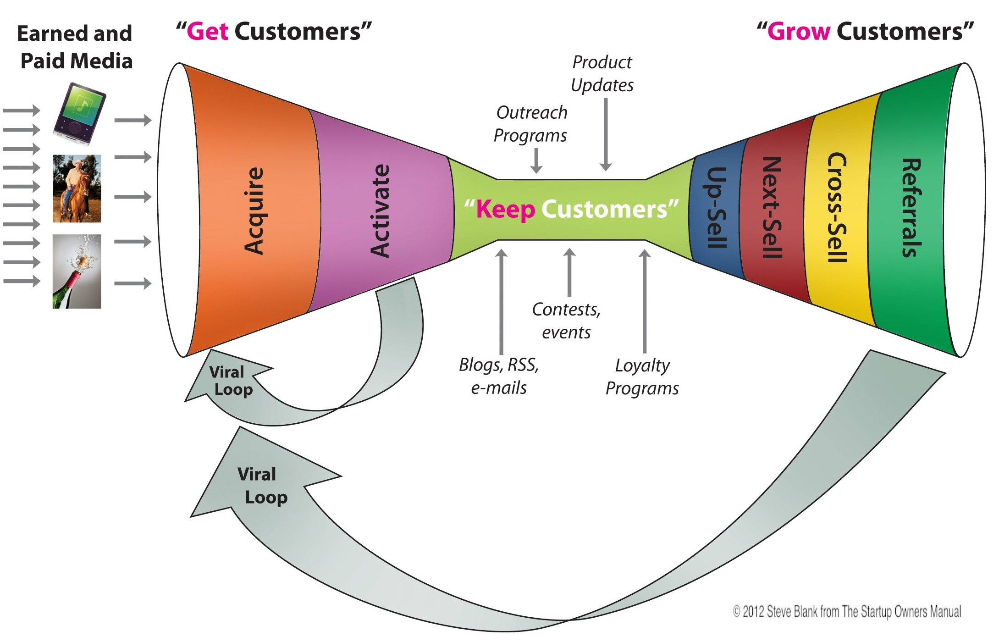 Earned and
Paid Media
“Get Customers”
“Grow Customers”
Product
Updates
Outreach
Programs
Acquire
Activate
“Keep Customers”
Up-Sell
Next-Sell
Cross-Sell
Referrals
Contests,
events
Blogs, RSS,
e-mails
Loyalty
Programs
Viral
Loop
Viral
Loop
© 2012 Steve Blank from The Startup Owners Manual